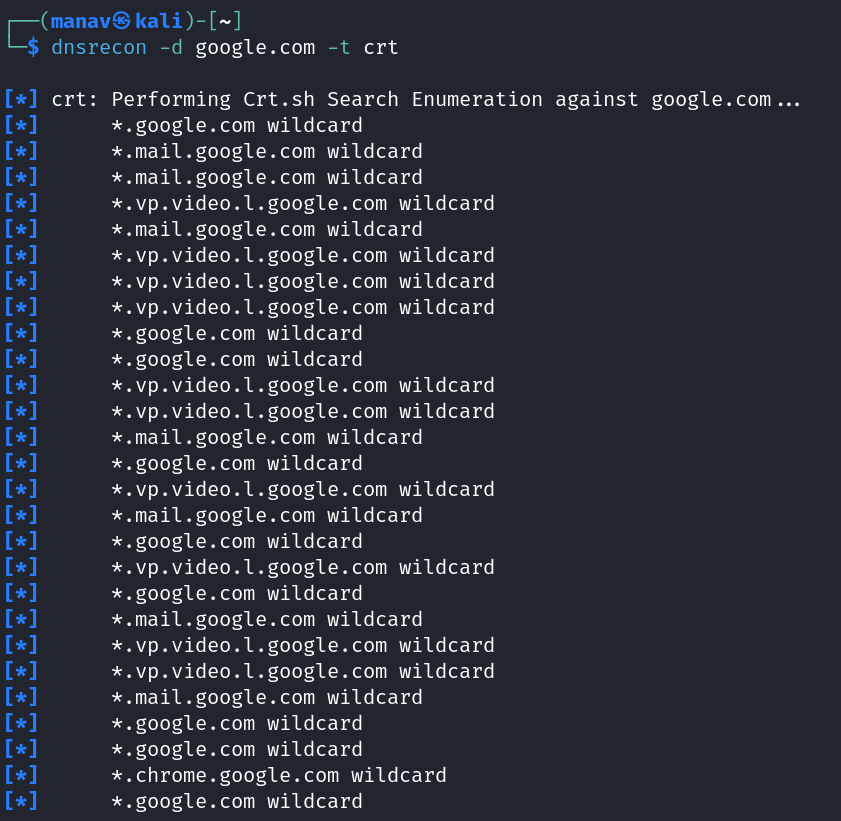 ┌──(manav㉿kali)-[~]
└─$ dnsrecon -d google.com -t crt
[*] crt: Performing Crt.sh Search Enumeration against google.com...
[*] *.google.com wildcard
[*] *.mail.google.com wildcard
[*] *.mail.google.com wildcard
[*] *.vp.video.l.google.com wildcard
[*] *.mail.google.com wildcard
[*] *.vp.video.l.google.com wildcard
[*] *.vp.video.l.google.com wildcard
[*] *.vp.video.l.google.com wildcard
[*] *.google.com wildcard
[*] *.google.com wildcard
[*] *.vp.video.l.google.com wildcard
[*] *.vp.video.l.google.com wildcard
[*] *.mail.google.com wildcard
[*] *.google.com wildcard
[*] *.vp.video.l.google.com wildcard
[*] *.mail.google.com wildcard
[*] *.google.com wildcard
[*] *.vp.video.l.google.com wildcard
[*] *.google.com wildcard
[*] *.mail.google.com wildcard
[*] *.vp.video.l.google.com wildcard
[*] *.vp.video.l.google.com wildcard
[*] *.mail.google.com wildcard
[*] *.google.com wildcard
[*] *.google.com wildcard
[*] *.chrome.google.com wildcard
[*] *.google.com wildcard